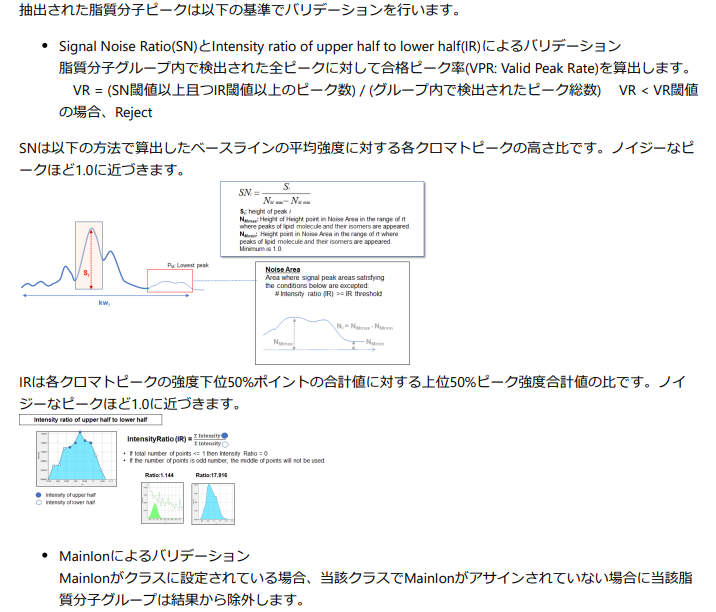 抽出された脂質分子ピークは以下の基準でバリデーションを行います。
• Signal Noise Ratio(SN)とIntensity ratio of upper half to lower half(IR)によるバリデーション
脂質分子グループ内で検出された全ピークに対して合格ピーク率(VPR: Valid Peak Rate)を算出します。
VR = (SN閾値以上且つIR閾値以上のピーク数) / (グループ内で検出されたピーク総数) VR < VR閾値
の場合、Reject
SNは以下の方法で算出したベースラインの平均強度に対する各クロマトピークの高さ比です。ノイジーなピ
ークほど1.0に近づきます。
SNi = Si / NM max − NM min
Si: height of peak i
NMmax: Height of Height point in Noise Area in the range of rt
where peaks of lipid molecule and their isomers are appeared.
NMmin: Height point in Noise Area in the range of rt where
peaks of lipid molecule and their isomers are appeared.
Minimum is 1.0.
Si
PM: Lowest peak
kwi
Noise Area
Area where signal peak areas satisfying
the conditions below are excepted:
# Intensity ratio (IR) >= IR threshold
Ni = NMmax - NMmin
NMmax
NMmin
IRは各クロマトピークの強度下位50%ポイントの合計値に対する上位50%ピーク強度合計値の比です。ノイ
ジーなピークほど1.0に近づきます。
Intensity ratio of upper half to lower half
IntensityRatio (IR) = Σ Intensity / Σ Intensity
• If total number of points <= 1 then Intensity Ratio = 0
• If the number of points is odd number, the middle of points will not be used.
Ratio:1.144
Ratio:17.916
intensity of upper half
intensity of lower half
• MainIonによるバリデーション
MainIonがクラスに設定されている場合、当該クラスでMainIonがアサインされていない場合に当該脂
質分子グループは結果から除外します。